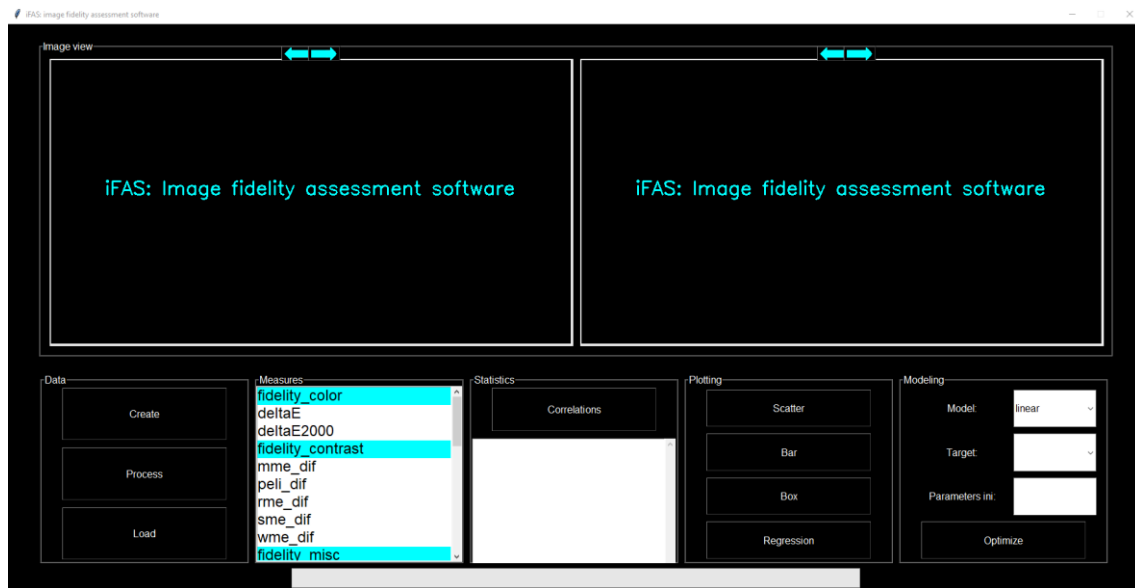 iFAS: image fidelity assessment software
Image view
iFAS: Image fidelity assessment software
iFAS: Image fidelity assessment software
Data
Create
Process
Load
Measures
fidelity_color
deltaE
deltaE2000
fidelity_contrast
mme_dif
peli_dif
rme_dif
sme_dif
wme_dif
fidelity_misc
Statistics
Correlations
Plotting
Scatter
Bar
Box
Regression
Modeling
Model: linear
Target:
Parameters ini:
Optimize